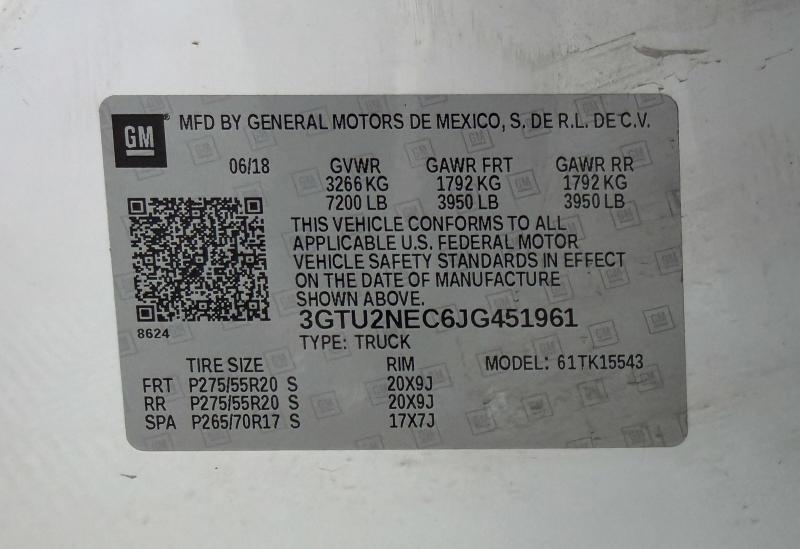 GM MFD BY GENERAL MOTORS DE MEXICO, S. DE R.L. DE C.V.
06/18 GVWR GAWR FRT GAWR RR
3266 KG 1792 KG 1792 KG
7200 LB 3950 LB 3950 LB
THIS VEHICLE CONFORMS TO ALL
APPLICABLE U.S. FEDERAL MOTOR
VEHICLE SAFETY STANDARDS IN EFFECT
ON THE DATE OF MANUFACTURE
SHOWN ABOVE.
3GTU2NEC6JG451961
8624
TYPE: TRUCK
TIRE SIZE RIM MODEL: 61TK15543
FRT P275/55R20 S 20X9J
RR P275/55R20 S 20X9J
SPA P265/70R17 S 17X7J